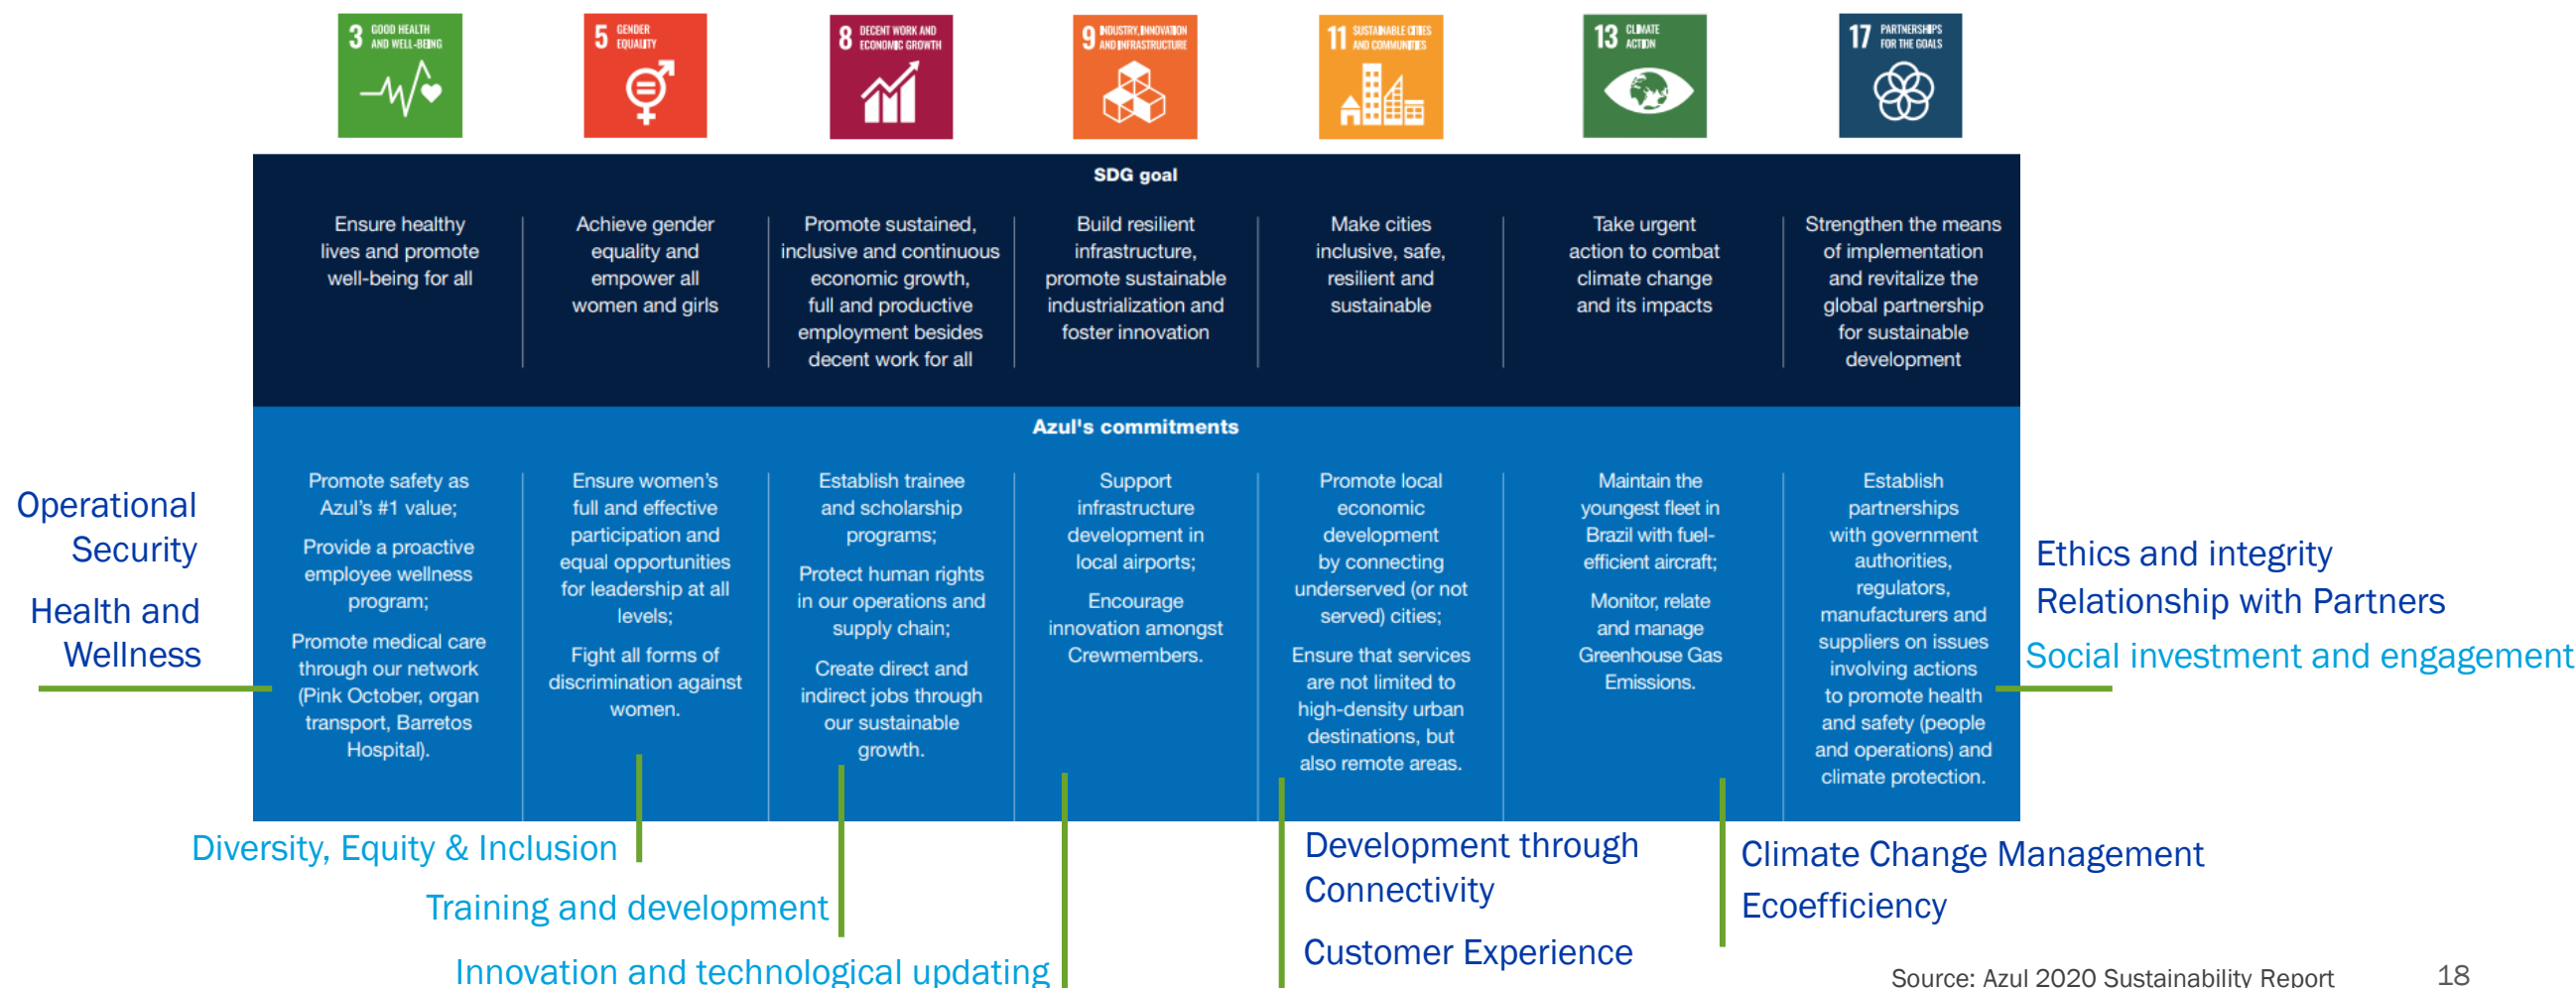 3 GOOD HEALTH
AND WELL-BEING
5 GENDER
EQUALITY
8 DECENT WORK AND
ECONOMIC GROWTH
9 INDUSTRY, INNOVATION
AND INFRASTRUCTURE
11 SUSTAINABLE CITIES
AND COMMUNITIES
13 CLIMATE
ACTION
17 PARTNERSHIPS
FOR THE GOALS
SDG goal
Ensure healthy
lives and promote
well-being for all
Achieve gender
equality and
empower all
women and girls
Promote sustained,
inclusive and continuous
economic growth,
full and productive
employment besides
decent work for all
Build resilient
infrastructure,
promote sustainable
industrialization and
foster innovation
Make cities
inclusive, safe,
resilient and
sustainable
Take urgent
action to combat
climate change
and its impacts
Strengthen the means
of implementation
and revitalize the
global partnership
for sustainable
development
Azul's commitments
Promote safety as
Azul's #1 value;
Provide a proactive
employee wellness
program;
Promote medical care
through our network
(Pink October, organ
transport, Barretos
Hospital).
Ensure women's
full and effective
participation and
equal opportunities
for leadership at all
levels;
Fight all forms of
discrimination against
women.
Establish trainee
and scholarship
programs;
Protect human rights
in our operations and
supply chain;
Create direct and
indirect jobs through
our sustainable
growth.
Support
infrastructure
development in
local airports;
Encourage
innovation amongst
Crewmembers.
Promote local
economic
development
by connecting
underserved (or not
served) cities;
Ensure that services
are not limited to
high-density urban
destinations, but
also remote areas.
Maintain the
youngest fleet in
Brazil with fuel-
efficient aircraft;
Monitor, relate
and manage
Greenhouse Gas
Emissions.
Establish
partnerships
with government
authorities,
regulators,
manufacturers and
suppliers on issues
involving actions
to promote health
and safety (people
and operations) and
climate protection.
Operational
Security
Health and
Wellness
Ethics and integrity
Relationship with Partners
Social investment and engagement
Diversity, Equity & Inclusion
Training and development
Innovation and technological updating
Development through
Connectivity
Customer Experience
Climate Change Management
Ecoefficiency
Source: Azul 2020 Sustainability Report
18